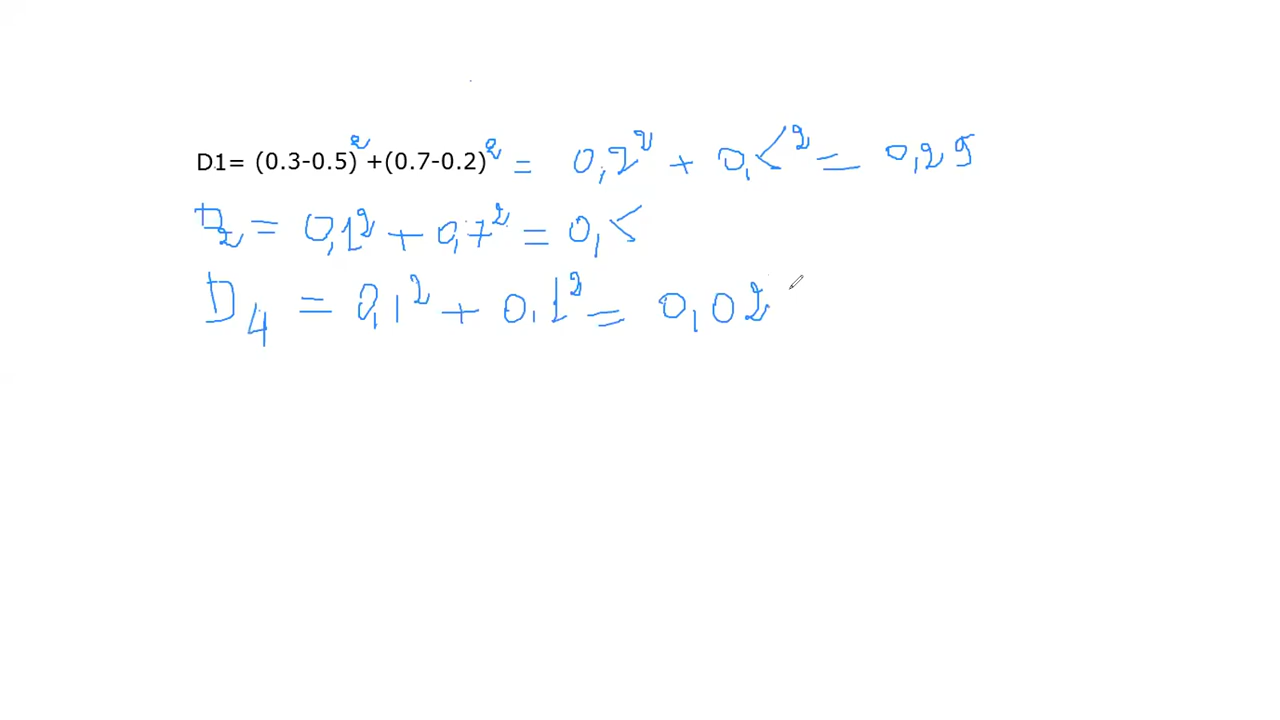 D1= (0.3-0.5)² +(0.7-0.2)² = 0,2² + 0,5² = 0,29
D₂ = 0,1² + 0,7² = 0,5
D₄ = 0,1² + 0,1² = 0,02